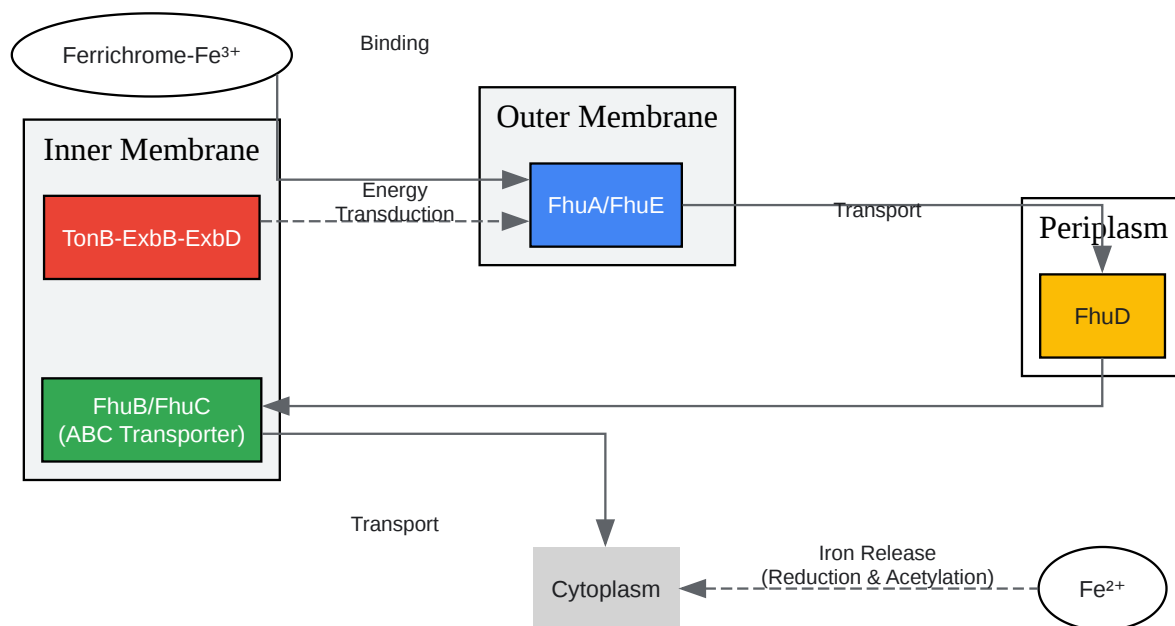 Ferrichrome-Fe³⁺
Binding
Inner Membrane
Outer Membrane
TonB-ExbB-ExbD
Energy
Transduction
FhuA/FhuE
Transport
Periplasm
FhuD
FhuB/FhuC
(ABC Transporter)
Transport
Cytoplasm
Iron Release
(Reduction & Acetylation)
Fe²⁺